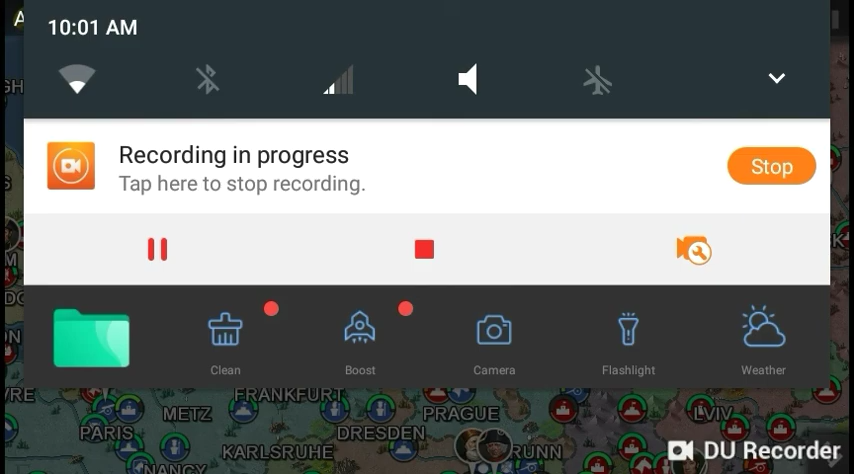 10:01 AM
Recording in progress
Tap here to stop recording.
Stop
Clean
Boost
Camera
Flashlight
Weather
FRANKFURT
METZ
PRAGUE
LVIV
PARIS
DRESDEN
KARLSRUHE
NANCY
DU Recorder